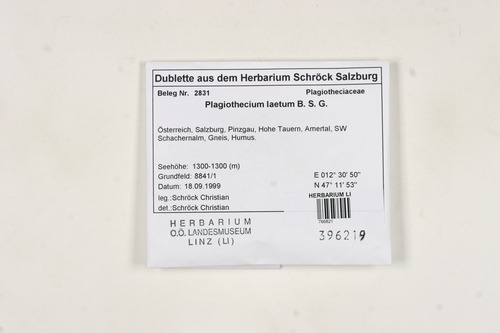 Dublette aus dem Herbarium Schröck Salzburg
Beleg Nr. 2831 Plagiotheciaceae
Plagiothecium laetum B. S. G.
Österreich, Salzburg, Pinzgau, Hohe Tauern, Amertal, SW
Schachernalm, Gneis, Humus.
Seehöhe: 1300-1300 (m)
Grundfeld: 8841/1 E 012° 30' 50"
Datum: 18.09.1999 N 47° 11' 53"
leg.:Schröck Christian HERBARIUM LI
det.:Schröck Christian
HERBARIUM
O.Ö. LANDESMUSEUM
LINZ (LI)
396219